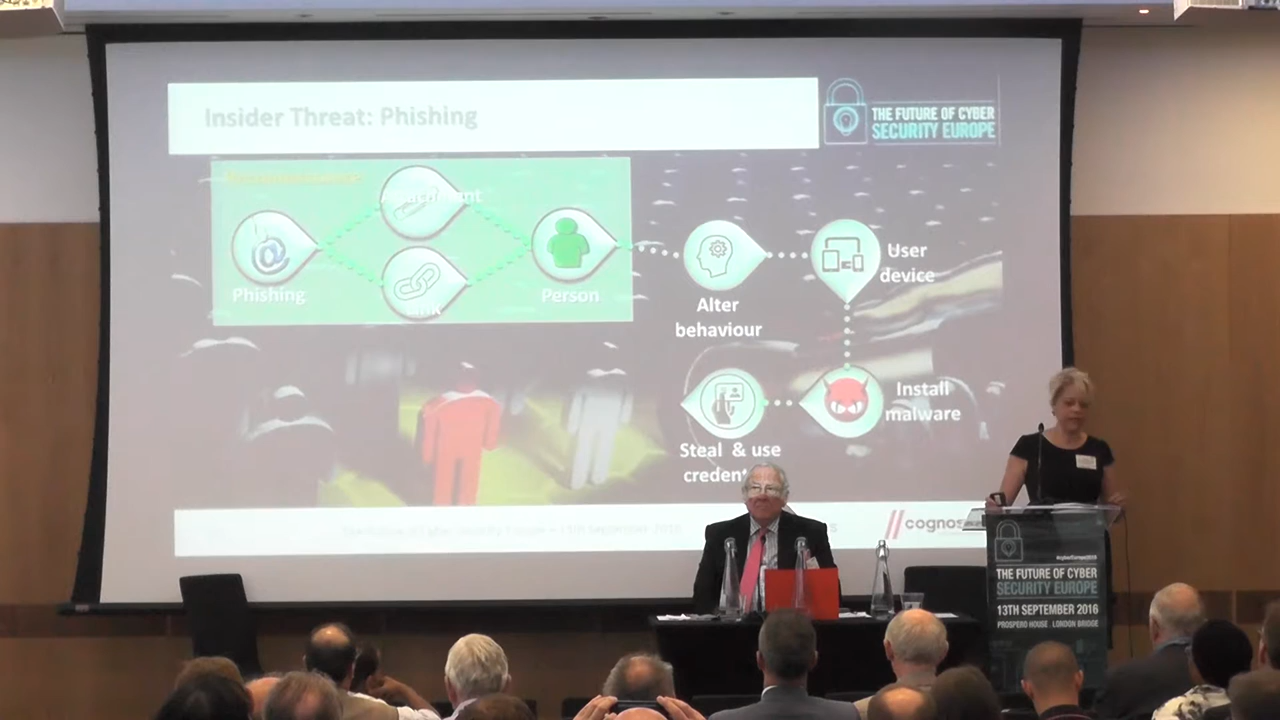 Insider Threat: Phishing
THE FUTURE OF CYBER
SECURITY EUROPE
Attachment
Phishing
Person
Alter
behaviour
User
device
Install
malware
Steal & use
THE FUTURE OF CYBER
SECURITY EUROPE
13TH SEPTEMBER 2016
PROSPERO HOUSE . LONDON BRIDGE